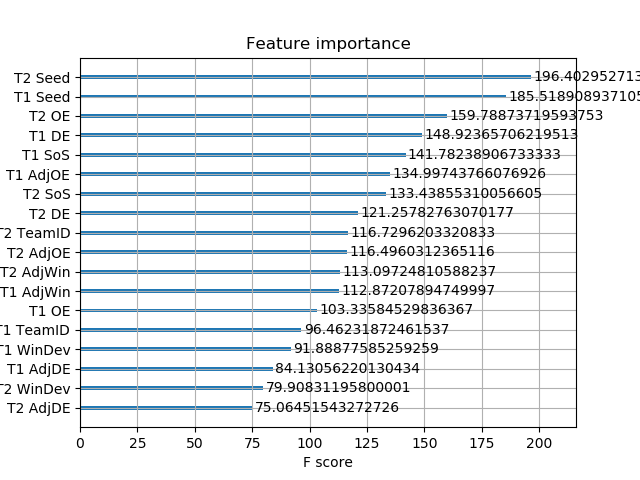 Feature importance
T2 Seed 196.402952713
T1 Seed 185.518908937105
T2 OE 159.78873719593753
T1 DE 148.92365706219513
T1 SoS 141.78238906733333
T1 AdjOE 134.99743766076926
T2 SoS 133.43855310056605
T2 DE 121.25782763070177
T2 TeamID 116.7296203320833
T2 AdjOE 116.4960312365116
T2 AdjWin 113.09724810588237
T1 AdjWin 112.87207894749997
T1 OE 103.33584529836367
T1 TeamID 96.46231872461537
T1 WinDev 91.88877585259259
T1 AdjDE 84.13056220130434
T2 WinDev 79.90831195800001
T2 AdjDE 75.06451543272726
0 25 50 75 100 125 150 175 200
F score